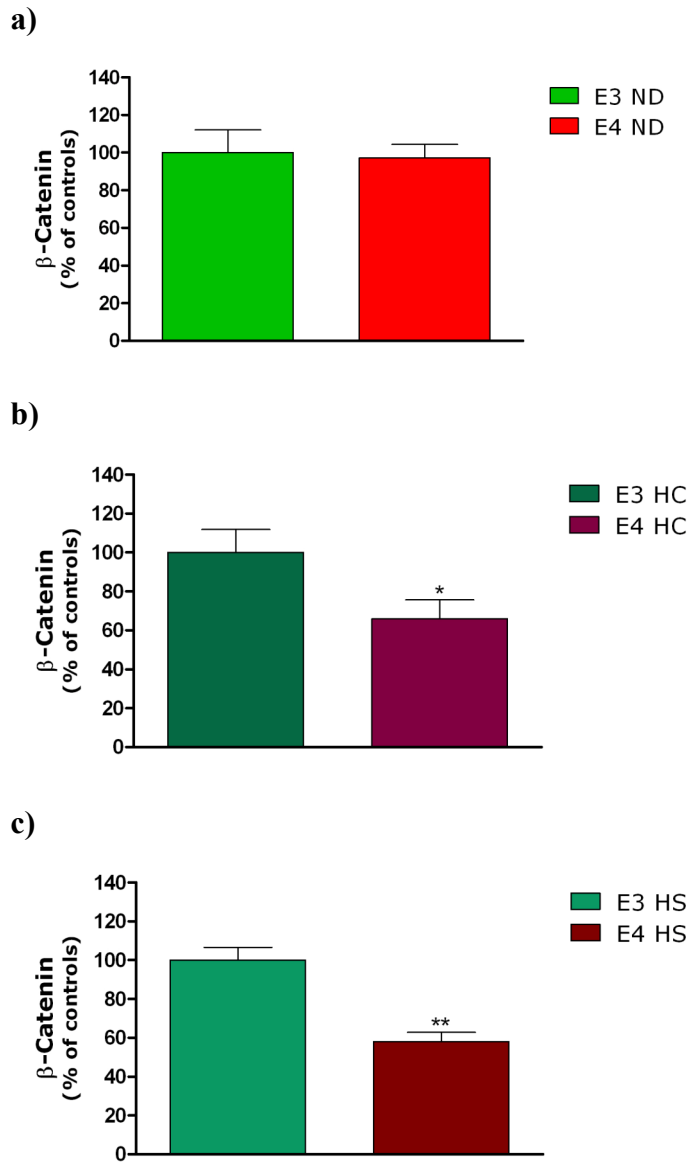 a)
140
120
100
80
60
40
20
0
β-Catenin
(% of controls)
E3 ND
E4 ND
b)
140
120
100
80
60
40
20
0
β-Catenin
(% of controls)
*
E3 HC
E4 HC
c)
140
120
100
80
60
40
20
0
β-Catenin
(% of controls)
**
E3 HS
E4 HS